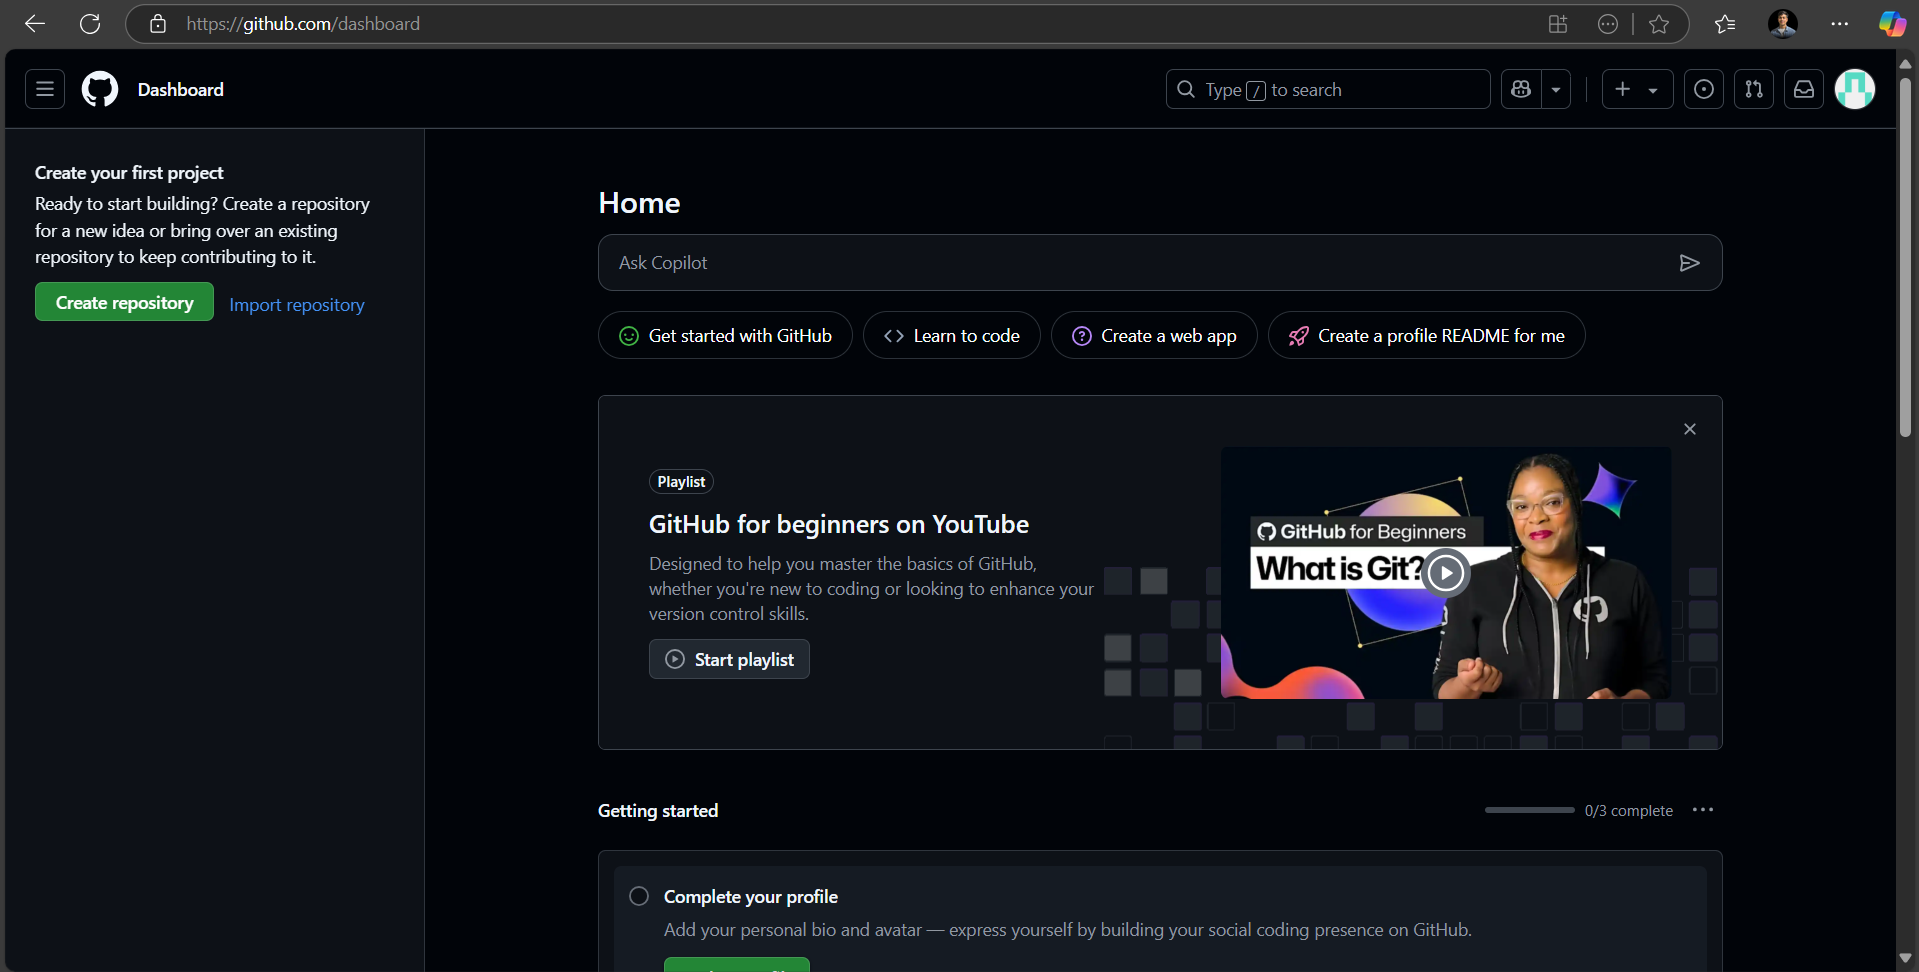 https://github.com/dashboard
Dashboard
Type / to search
Create your first project
Ready to start building? Create a repository
for a new idea or bring over an existing
repository to keep contributing to it.
Create repository
Import repository
Home
Ask Copilot
Get started with GitHub
Learn to code
Create a web app
Create a profile README for me
Playlist
GitHub for beginners on YouTube
Designed to help you master the basics of GitHub,
whether you're new to coding or looking to enhance your
version control skills.
Start playlist
GitHub for Beginners
What is Git?
Getting started
0/3 complete
Complete your profile
Add your personal bio and avatar — express yourself by building your social coding presence on GitHub.